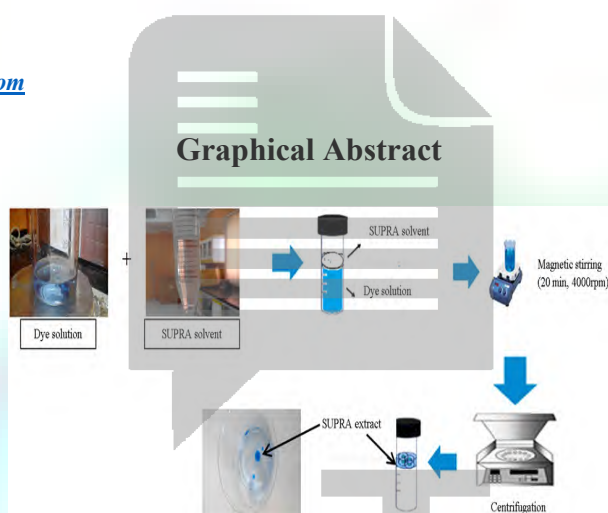 om
Graphical Abstract
SUPRA solvent
+
Dye solution
Magnetic stirring
(20 min, 4000rpm)
Dye solution
SUPRA solvent
SUPRA extract
Centrifugation